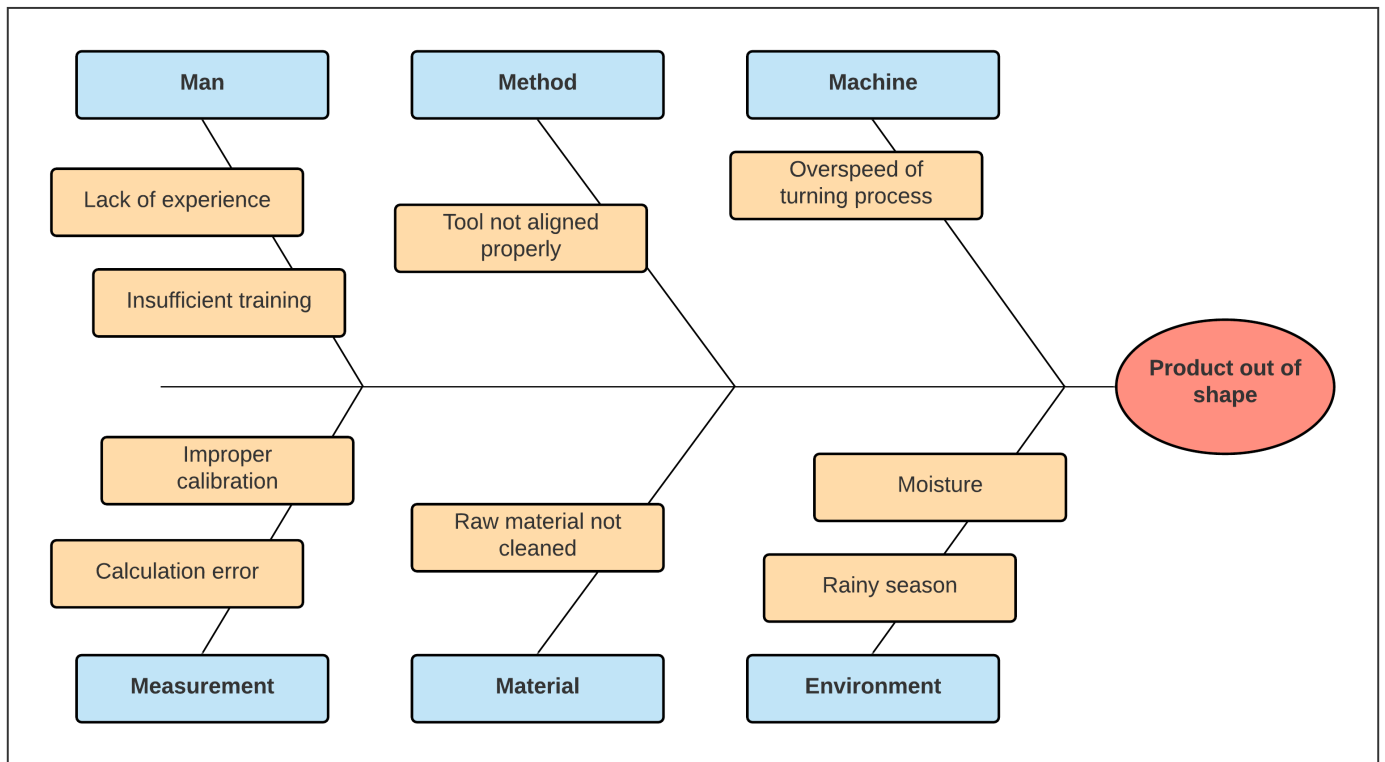 Man
Method
Machine
Overspeed of
turning process
Lack of experience
Tool not aligned
properly
Insufficient training
Product out of
shape
Improper
calibration
Moisture
Raw material not
cleaned
Calculation error
Rainy season
Measurement
Material
Environment